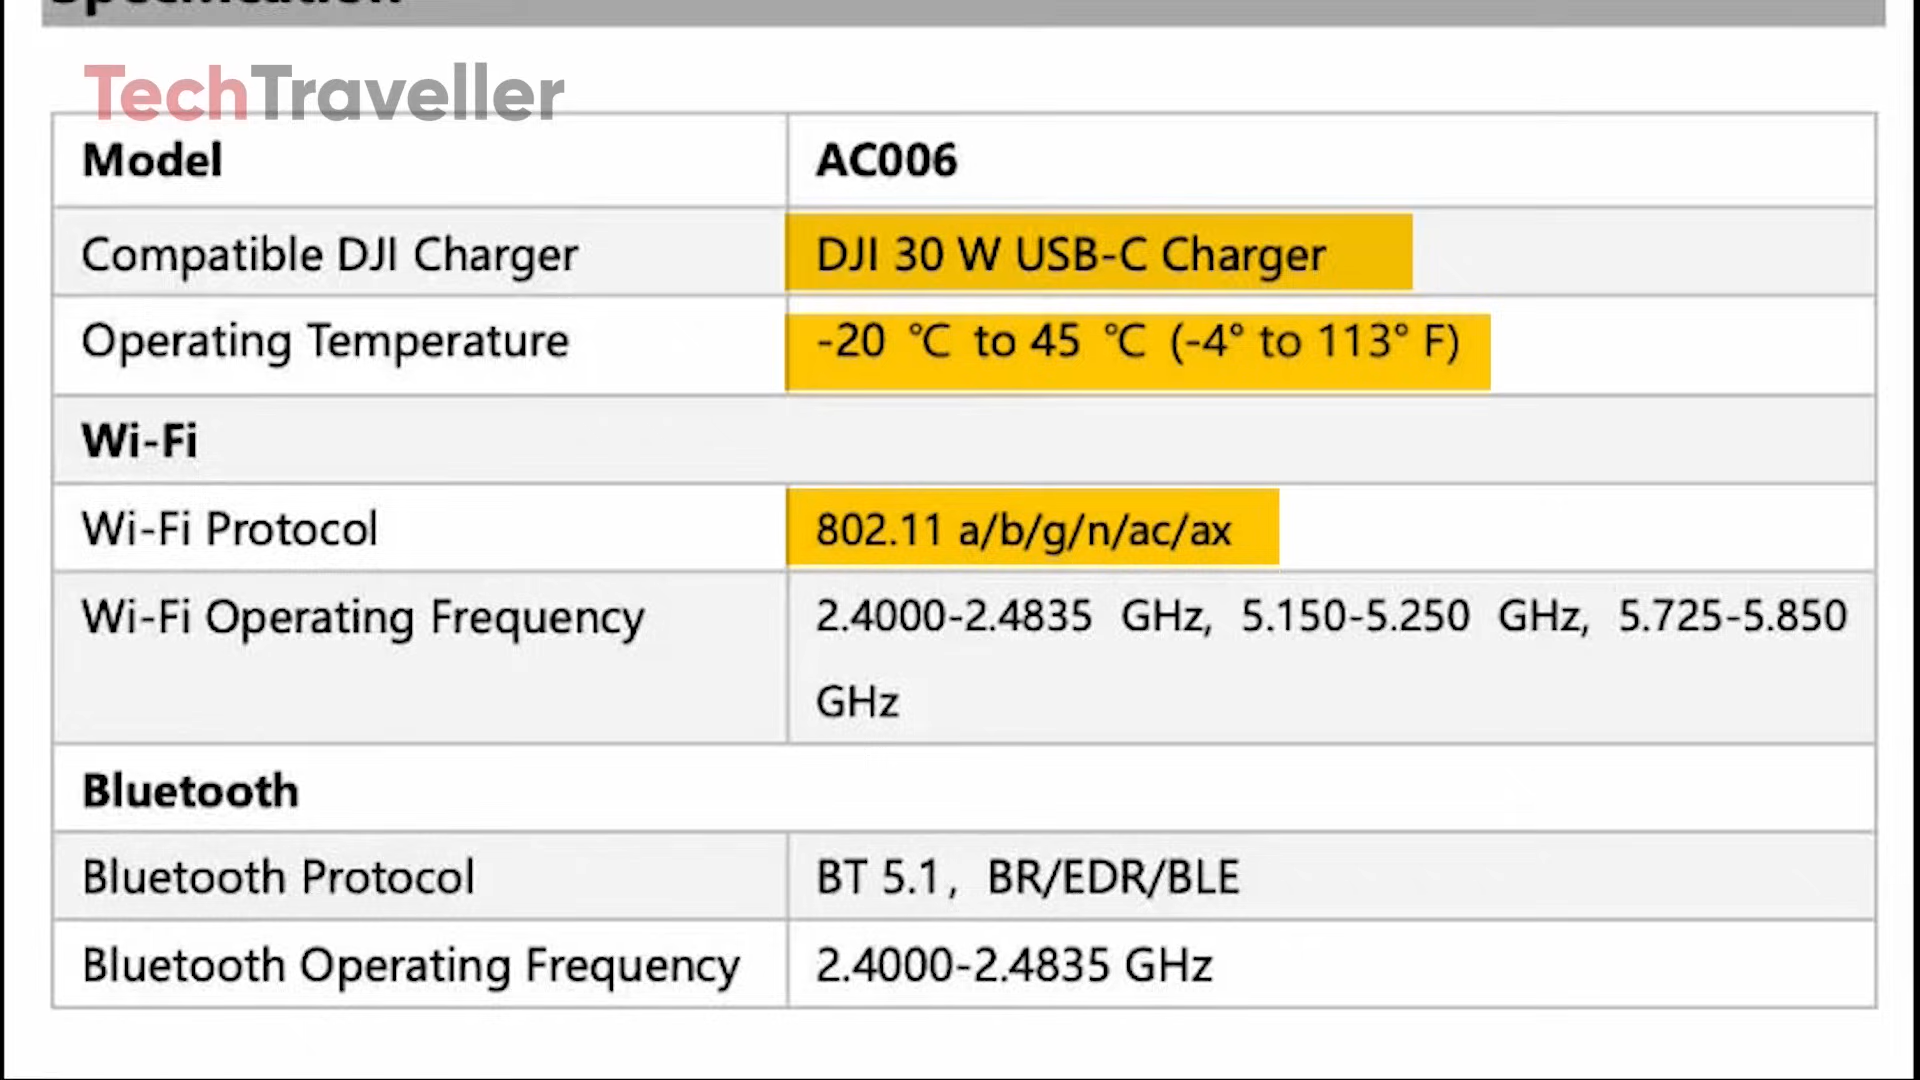 Specification
TechTraveller
Model AC006
Compatible DJI Charger DJI 30 W USB-C Charger
Operating Temperature -20 °C to 45 °C (-4° to 113° F)
Wi-Fi
Wi-Fi Protocol 802.11 a/b/g/n/ac/ax
Wi-Fi Operating Frequency 2.4000-2.4835 GHz, 5.150-5.250 GHz, 5.725-5.850
GHz
Bluetooth
Bluetooth Protocol BT 5.1, BR/EDR/BLE
Bluetooth Operating Frequency 2.4000-2.4835 GHz